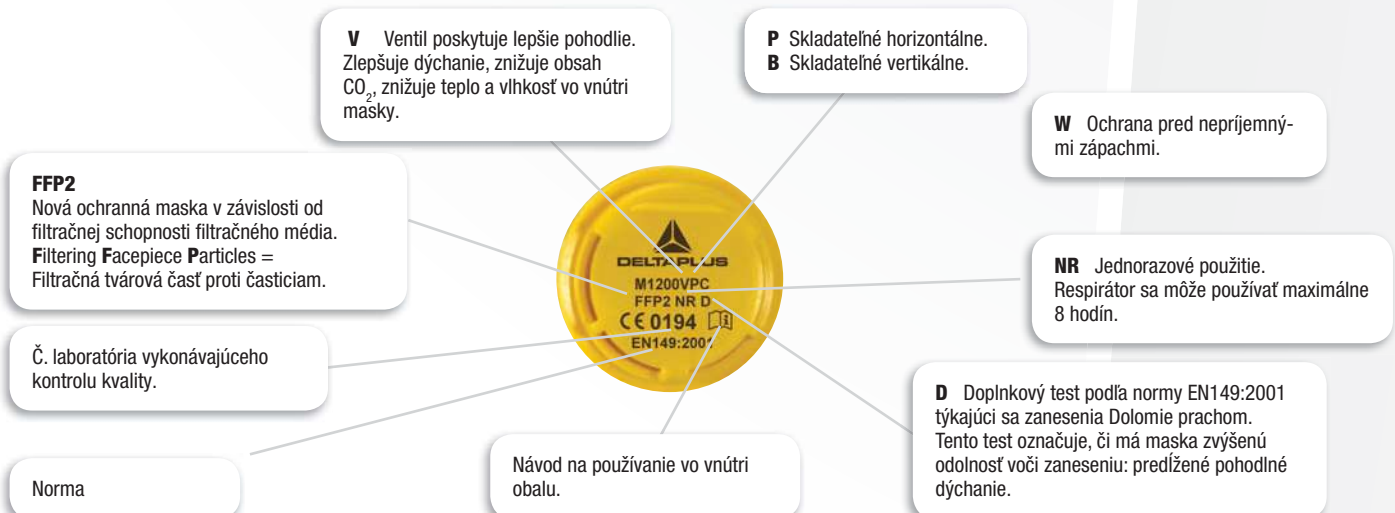 V Ventil poskytuje lepšie pohodlie.
Zlepšuje dýchanie, znižuje obsah
CO2, znižuje teplo a vlhkosť vo vnútri
masky.
P Skladateľné horizontálne.
B Skladateľné vertikálne.
W Ochrana pred nepríjemný-
mi zápachmi.
FFP2
Nová ochranná maska v závislosti od
filtračnej schopnosti filtračného média.
Filtering Facepiece Particles =
Filtračná tvárová časť proti časticiam.
DELTAPLUS
M1200VPC
FFP2 NR D
CE 0194
EN149:2001
NR Jednorazové použitie.
Respirátor sa môže používať maximálne
8 hodín.
Č. laboratória vykonávajúceho
kontrolu kvality.
D Doplnkový test podľa normy EN149:2001
týkajúci sa zanesenia Dolomie prachom.
Tento test označuje, či má maska zvýšenú
odolnosť voči zaneseniu: predĺžené pohodlné
dýchanie.
Návod na používanie vo vnútri
obalu.
Norma